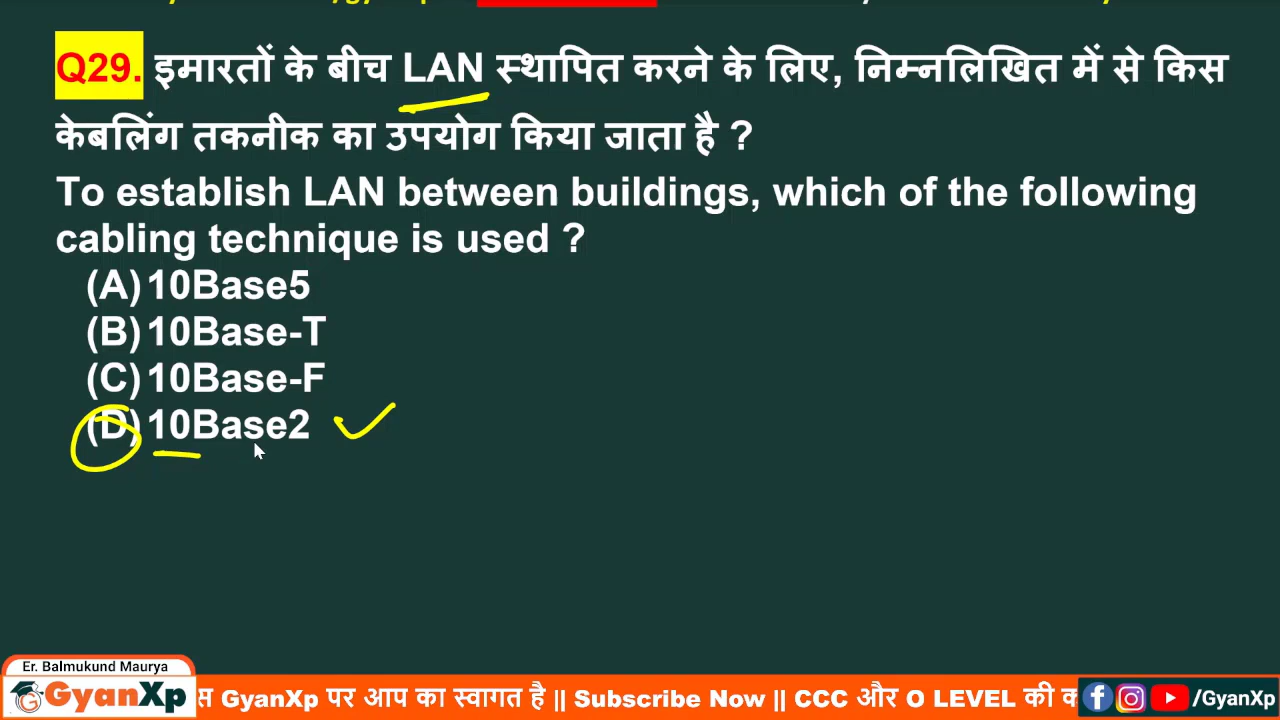 Q29. इमारतों के बीच LAN स्थापित करने के लिए, निम्नलिखित में से किस
केबलिंग तकनीक का उपयोग किया जाता है ?
To establish LAN between buildings, which of the following
cabling technique is used ?
(A) 10Base5
(B) 10Base-T
(C) 10Base-F
(D) 10Base2
Er. Balmukund Maurya
GyanXp
स GyanXp पर आप का स्वागत है || Subscribe Now || CCC और O LEVEL की
/GyanXp